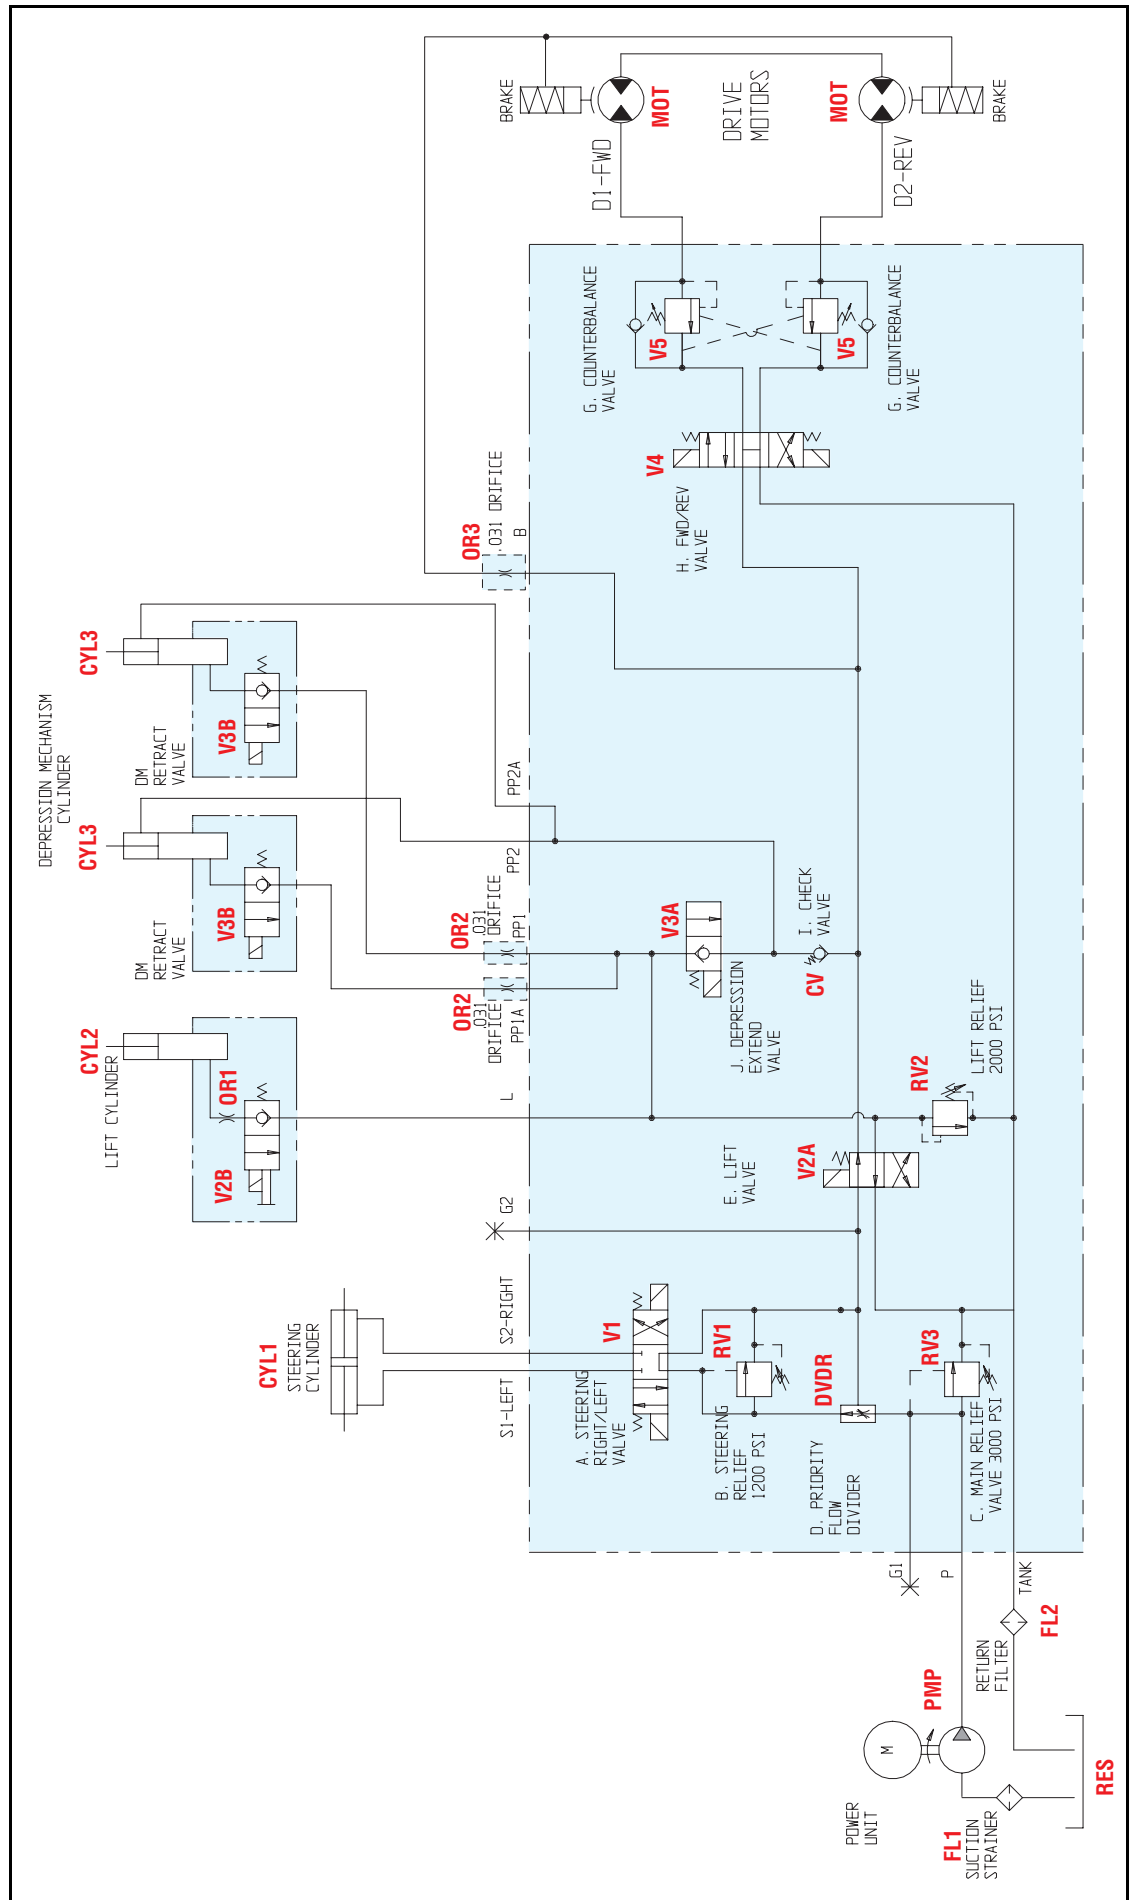 BRAKE
MOT
DRIVE
MOTORS
MOT
BRAKE
D1-FWD
D2-REV
G. COUNTERBALANCE
VALVE
V5
V5
G. COUNTERBALANCE
VALVE
V4
H. FWD/REV
VALVE
OR3
.031 ORIFICE
B
DEPRESSION MECHANISM
CYLINDER
CYL3
V3B
DM
RETRACT
VALVE
PP2A
CYL3
V3B
DM
RETRACT
VALVE
PP2
OR2
.031
ORIFICE
PP1
OR2
.031
ORIFICE
PP1A
V3A
J. DEPRESSION
EXTEND
VALVE
I. CHECK
VALVE
CV
CYL2
LIFT CYLINDER
OR1
V2B
L
RV2
LIFT RELIEF
2000 PSI
V2A
E. LIFT
VALVE
G2
CYL1
STEERING
CYLINDER
S2-RIGHT
S1-LEFT
V1
A. STEERING
RIGHT/LEFT
VALVE
RV1
B. STEERING
RELIEF
1200 PSI
DVDR
D. PRIORITY
FLOW
DIVIDER
RV3
C. MAIN RELIEF
VALVE 3000 PSI
G1
P
TANK
FL2
RETURN
FILTER
PMP
M
POWER
UNIT
FL1
SUCTION
STRAINER
RES